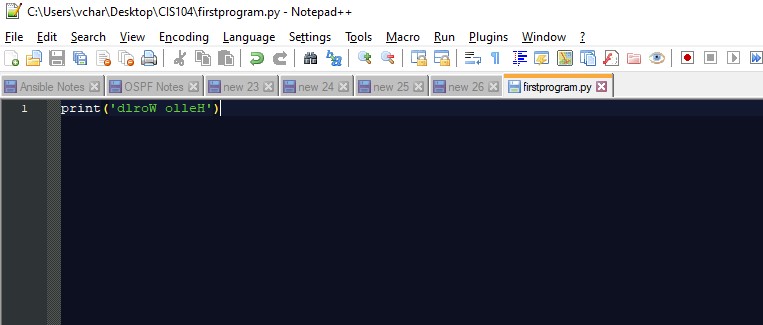 C:\Users\vchar\Desktop\CIS104\firstprogram.py - Notepad++
File Edit Search View Encoding Language Settings Tools Macro Run Plugins Window ?
Ansible Notes OSPF Notes new 23 new 24 new 25 new 26 firstprogram.py
1 print('dlroW olleH')